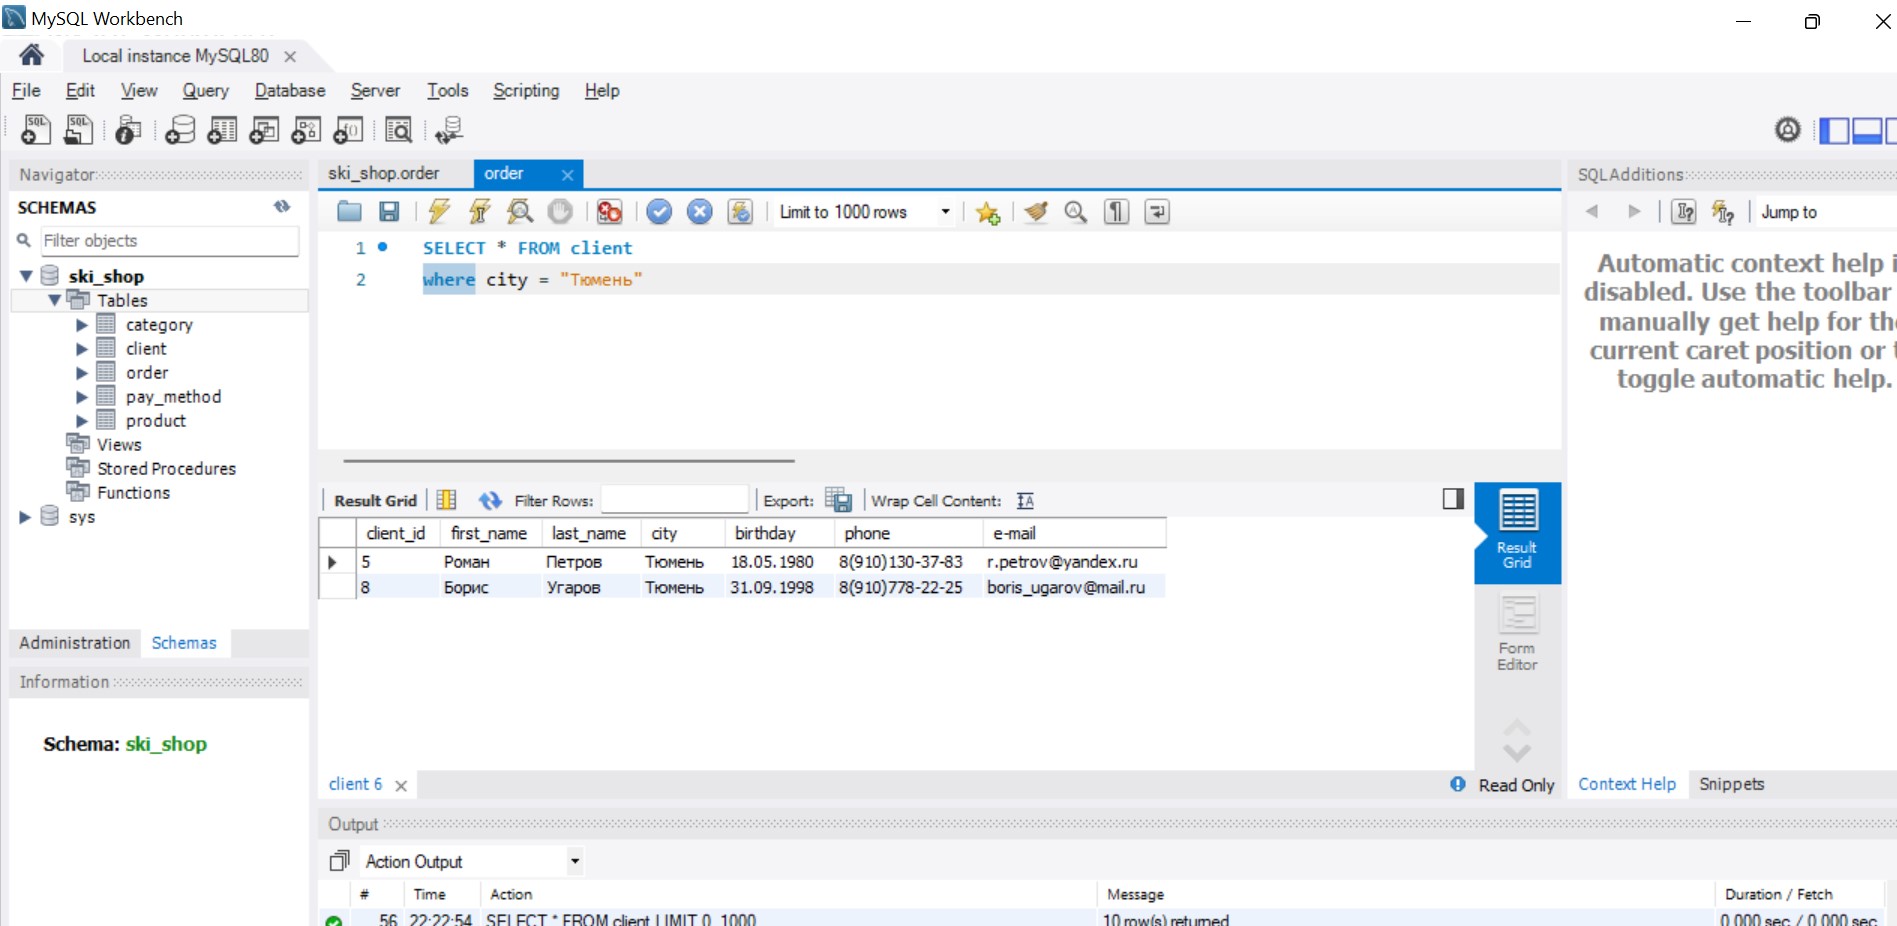 MySQL Workbench
Local instance MySQL80
File Edit View Query Database Server Tools Scripting Help
Navigator
SCHEMAS
Filter objects
ski_shop
Tables
category
client
order
pay_method
product
Views
Stored Procedures
Functions
sys
Administration Schemas
Information
Schema: ski_shop
ski_shop.order order
Limit to 1000 rows
1 SELECT * FROM client
2 where city = "Тюмень"
Result Grid Filter Rows: Export: Wrap Cell Content:
client_id first_name last_name city birthday phone e-mail
5 Роман Петров Тюмень 18.05.1980 8(910)130-37-83 r.petrov@yandex.ru
8 Борис Угаров Тюмень 31.09.1998 8(910)778-22-25 boris_ugarov@mail.ru
Result
Grid
Form
Editor
client 6 Read Only
SQLAdditions
Jump to
Automatic context help i
disabled. Use the toolbar
manually get help for the
current caret position or t
toggle automatic help.
Context Help Snippets
Output
Action Output
# Time Action Message Duration / Fetch
56 22:22:54 SELECT * FROM client LIMIT 0, 1000 10 row(s) returned 0.000 sec / 0.000 sec